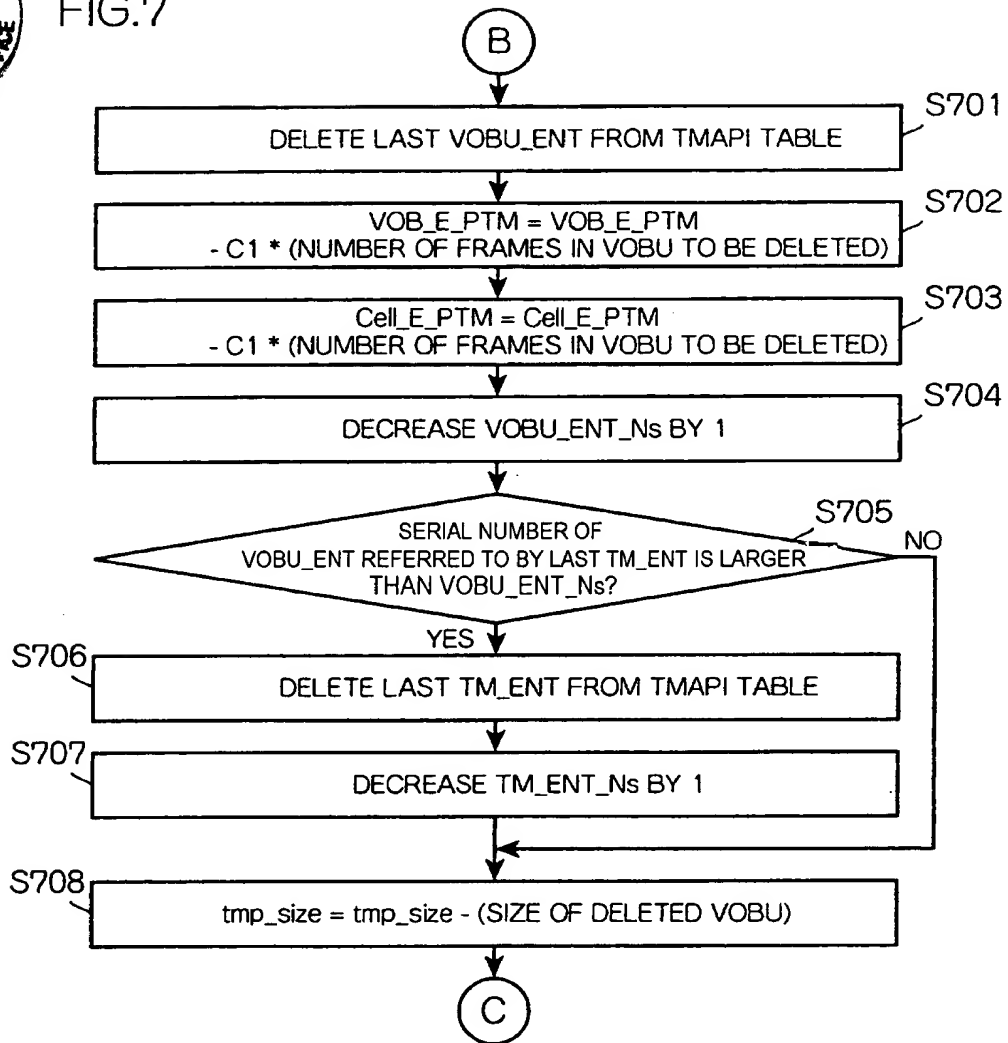 FIG.7
B
S701
DELETE LAST VOBU_ENT FROM TMAPI TABLE
S702
VOB_E_PTM = VOB_E_PTM
- C1 * (NUMBER OF FRAMES IN VOBU TO BE DELETED)
S703
Cell_E_PTM = Cell_E_PTM
- C1 * (NUMBER OF FRAMES IN VOBU TO BE DELETED)
S704
DECREASE VOBU_ENT_Ns BY 1
S705
SERIAL NUMBER OF
VOBU_ENT REFERRED TO BY LAST TM_ENT IS LARGER
THAN VOBU_ENT_Ns?
NO
YES
S706
DELETE LAST TM_ENT FROM TMAPI TABLE
S707
DECREASE TM_ENT_Ns BY 1
S708
tmp_size = tmp_size - (SIZE OF DELETED VOBU)
C